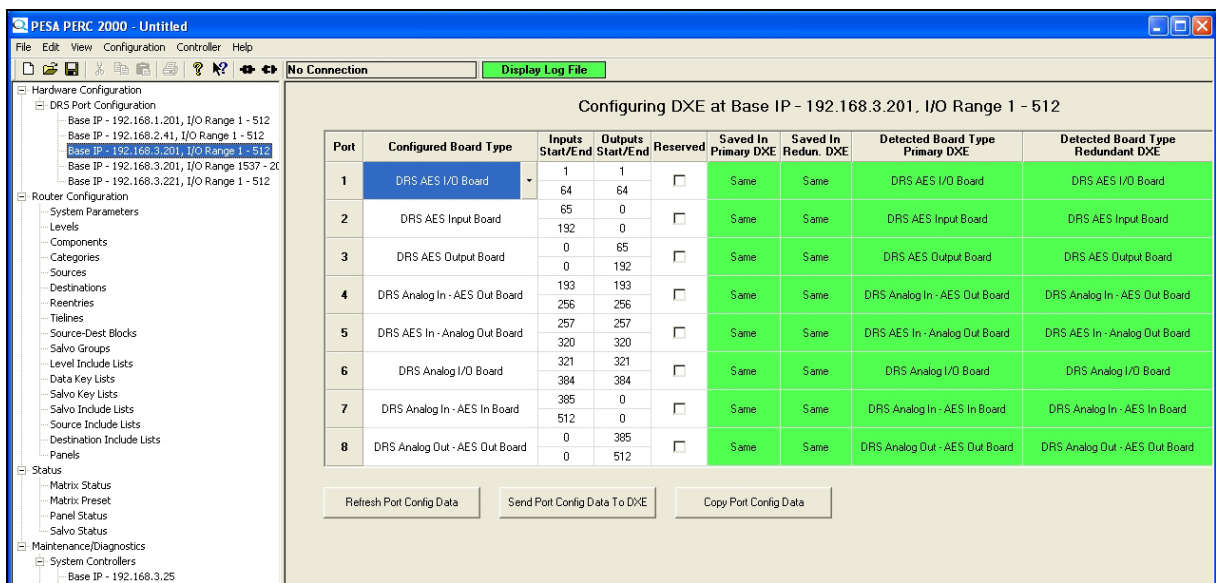 PESA PERC 2000 - Untitled
File Edit View Configuration Controller Help
No Connection Display Log File
Hardware Configuration
DRS Port Configuration
Base IP - 192.168.1.201, I/O Range 1 - 512
Base IP - 192.168.2.41, I/O Range 1 - 512
Base IP - 192.168.3.201, I/O Range 1 - 512
Base IP - 192.168.3.201, I/O Range 1537 - 20
Base IP - 192.168.3.221, I/O Range 1 - 512
Router Configuration
System Parameters
Levels
Components
Categories
Sources
Destinations
Reentries
Tielines
Source-Dest Blocks
Salvo Groups
Level Include Lists
Data Key Lists
Salvo Key Lists
Salvo Include Lists
Source Include Lists
Destination Include Lists
Panels
Status
Matrix Status
Matrix Preset
Panel Status
Salvo Status
Maintenance/Diagnostics
System Controllers
Base IP - 192.168.3.25
Configuring DXE at Base IP - 192.168.3.201, I/O Range 1 - 512
Port Configured Board Type Inputs Start/End Outputs Start/End Reserved Saved In Primary DXE Saved In Redun. DXE Detected Board Type Primary DXE Detected Board Type Redundant DXE
1 DRS AES I/O Board 1 64 1 64 Same Same DRS AES I/O Board DRS AES I/O Board
2 DRS AES Input Board 65 192 0 0 Same Same DRS AES Input Board DRS AES Input Board
3 DRS AES Output Board 0 0 65 192 Same Same DRS AES Output Board DRS AES Output Board
4 DRS Analog In - AES Out Board 193 256 193 256 Same Same DRS Analog In - AES Out Board DRS Analog In - AES Out Board
5 DRS AES In - Analog Out Board 257 320 257 320 Same Same DRS AES In - Analog Out Board DRS AES In - Analog Out Board
6 DRS Analog I/O Board 321 384 321 384 Same Same DRS Analog I/O Board DRS Analog I/O Board
7 DRS Analog In - AES In Board 385 512 0 0 Same Same DRS Analog In - AES In Board DRS Analog In - AES In Board
8 DRS Analog Out - AES Out Board 0 0 385 512 Same Same DRS Analog Out - AES Out Board DRS Analog Out - AES Out Board
Refresh Port Config Data Send Port Config Data To DXE Copy Port Config Data